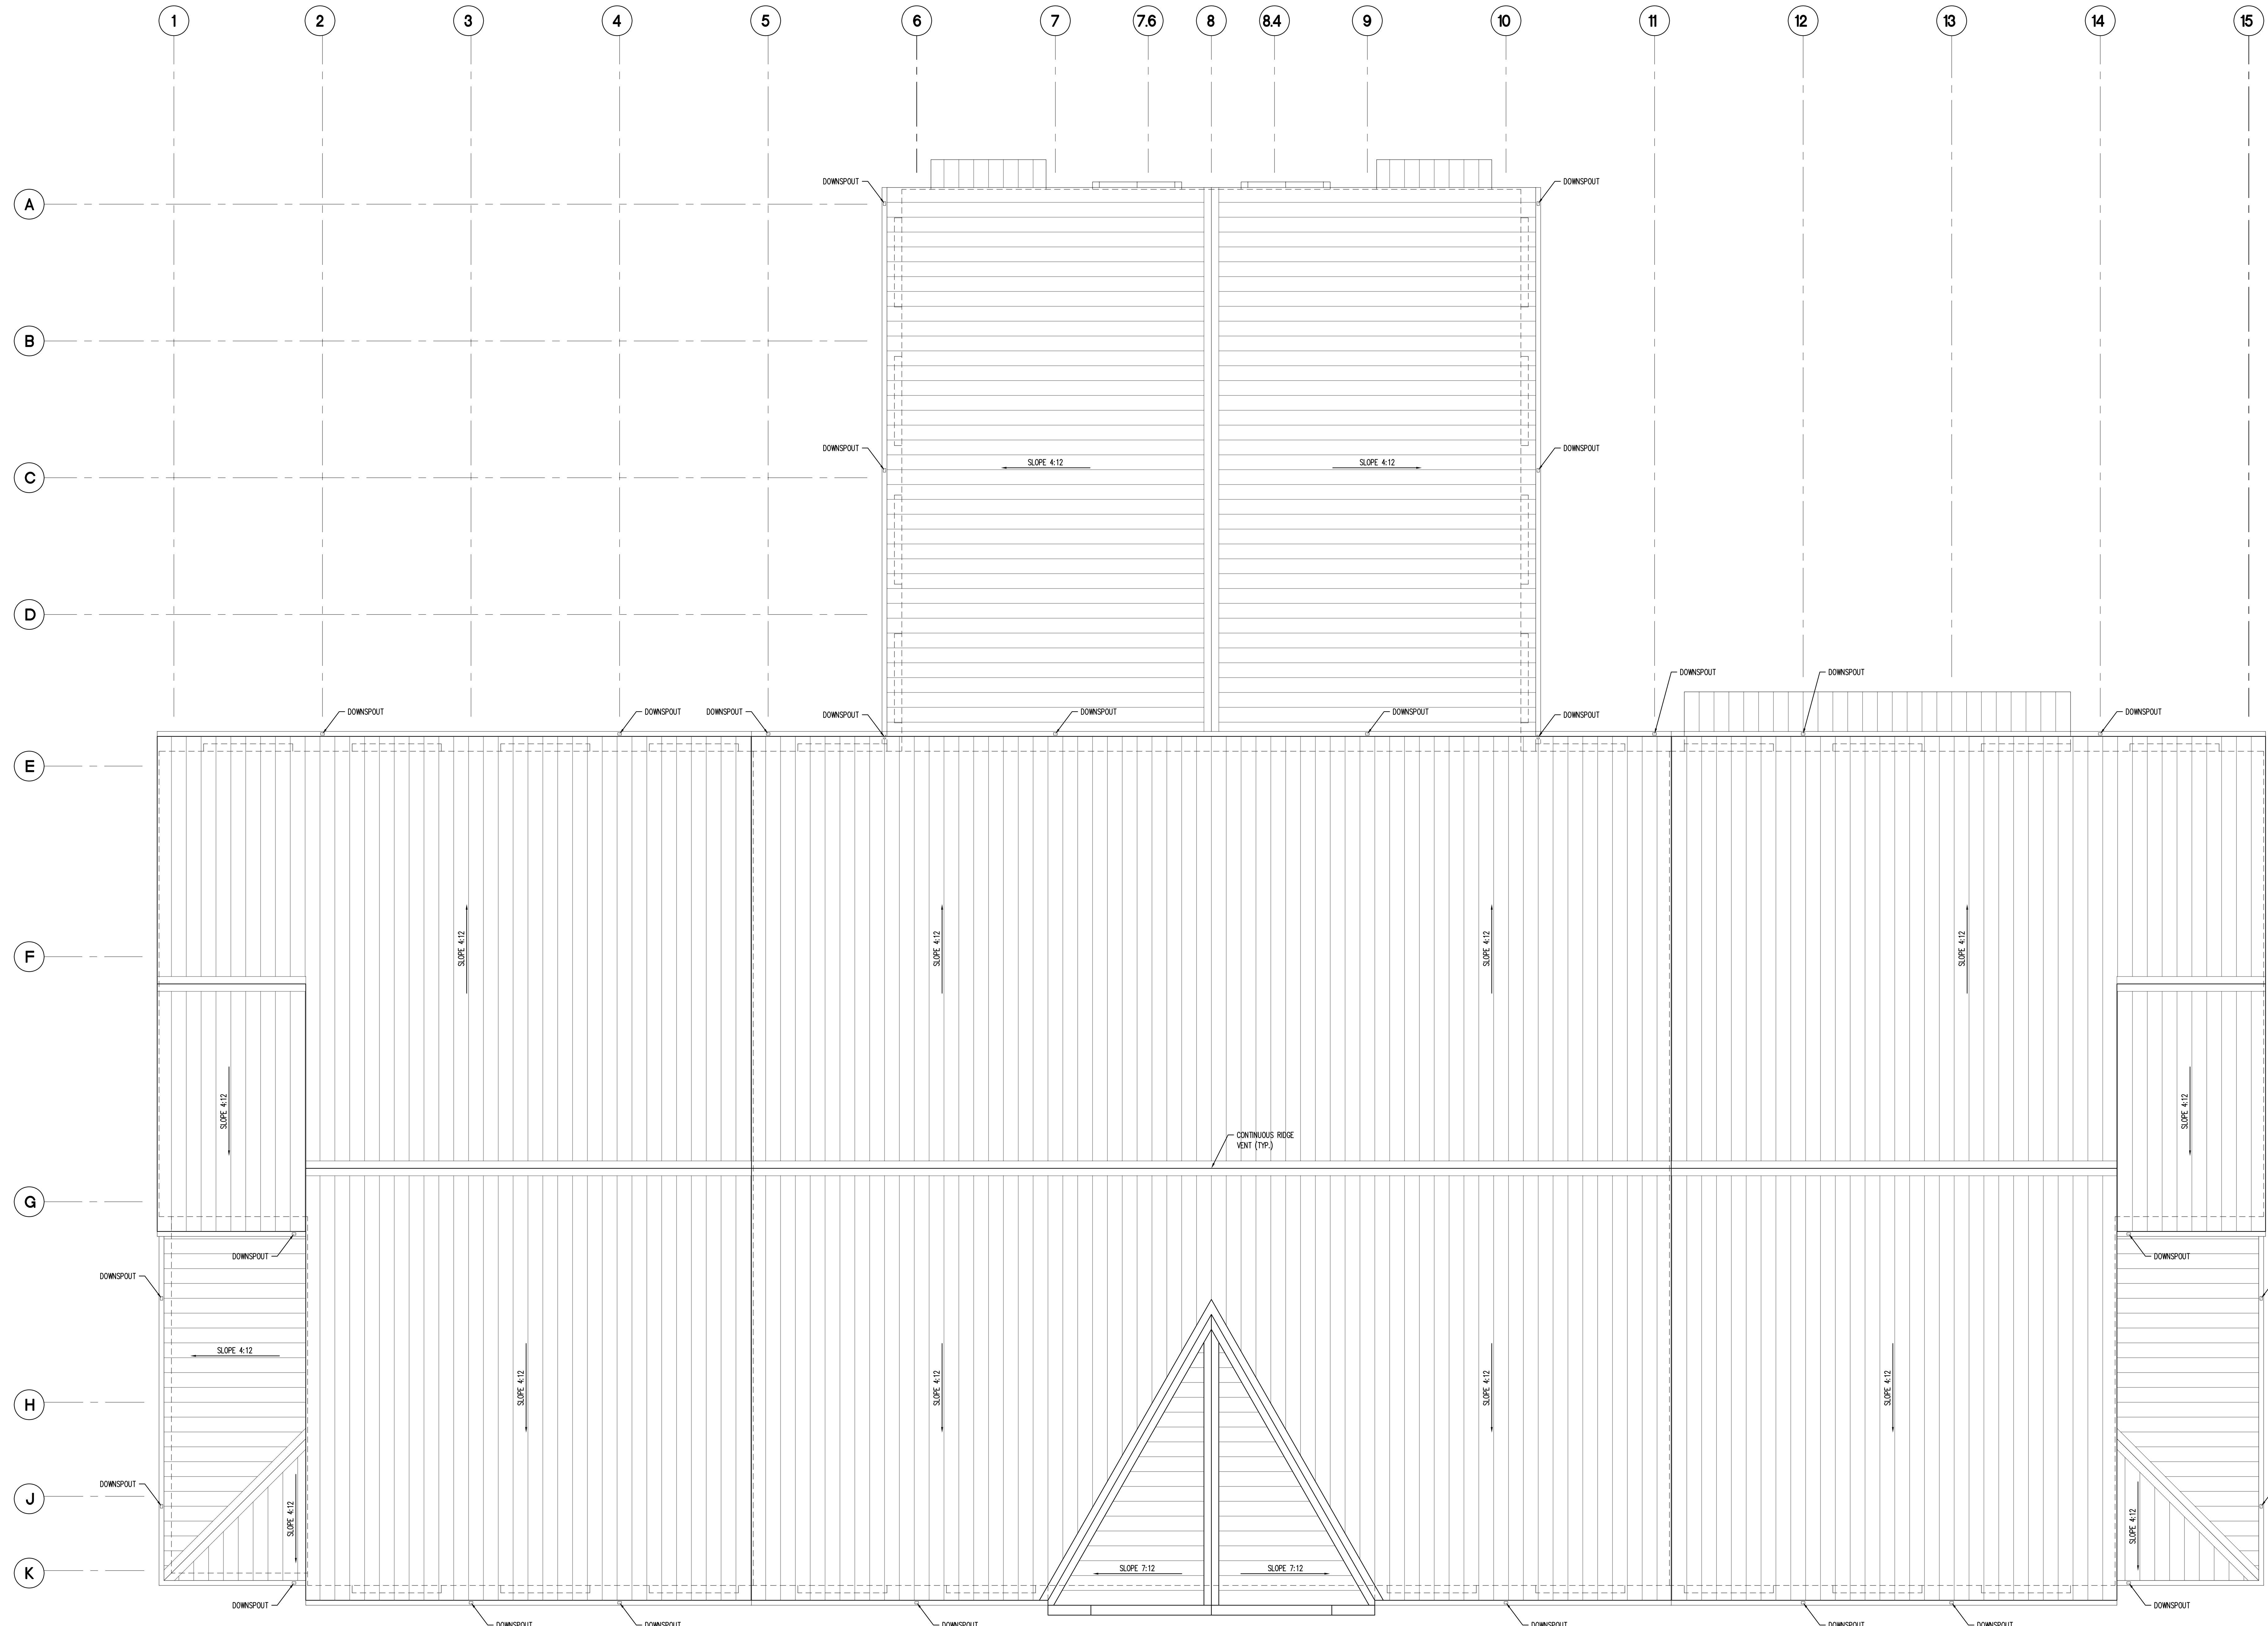 1 2 3 4 5 6 7 7.6 8 8.4 9 10 11 12 13 14 15
DOWNSPOUT DOWNSPOUT
A
B
DOWNSPOUT DOWNSPOUT
SLOPE 4:12 SLOPE 4:12
C
D
DOWNSPOUT DOWNSPOUT
DOWNSPOUT DOWNSPOUT DOWNSPOUT DOWNSPOUT DOWNSPOUT DOWNSPOUT DOWNSPOUT DOWNSPOUT
E
SLOPE 4:12 SLOPE 4:12 SLOPE 4:12 SLOPE 4:12
F
SLOPE 4:12 SLOPE 4:12
CONTINUOUS RIDGE
VENT (TYP.)
G
DOWNSPOUT DOWNSPOUT
DOWNSPOUT
SLOPE 4:12
SLOPE 4:12 SLOPE 4:12 SLOPE 4:12 SLOPE 4:12
H
DOWNSPOUT
J
SLOPE 4:12 SLOPE 4:12
SLOPE 7:12 SLOPE 7:12
K
DOWNSPOUT DOWNSPOUT
DOWNSPOUT DOWNSPOUT DOWNSPOUT DOWNSPOUT DOWNSPOUT DOWNSPOUT